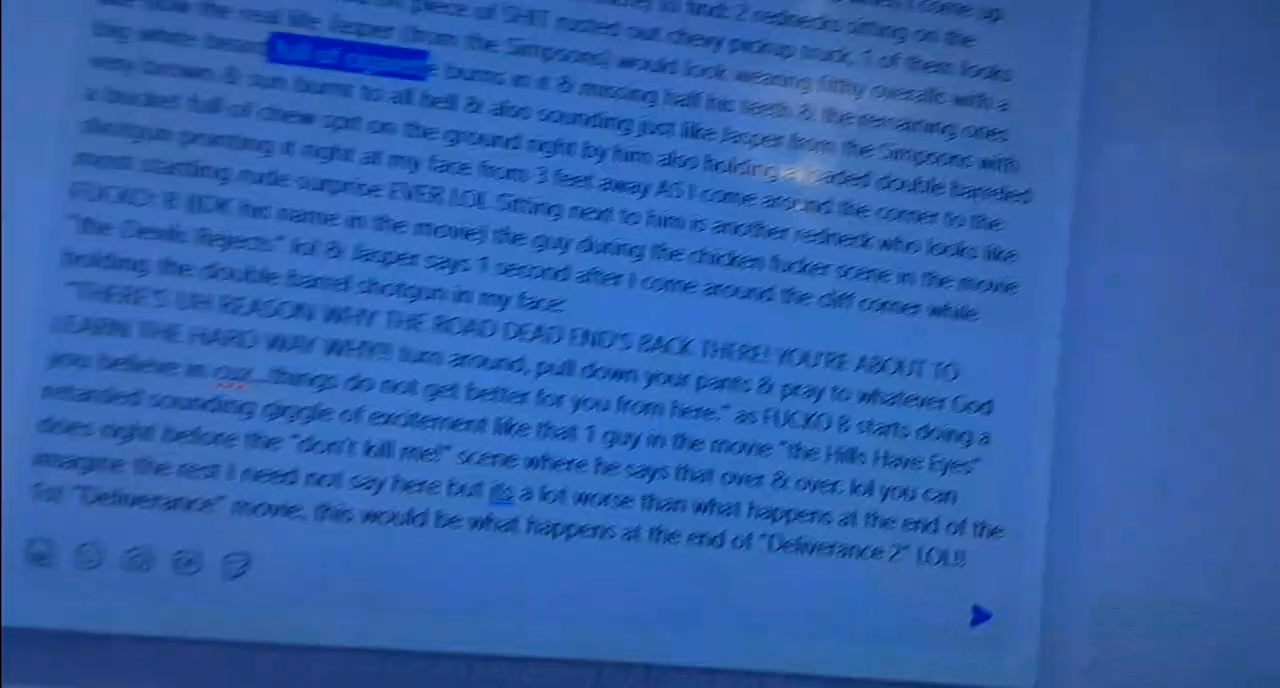 piece of SHIT rusted out chevy pickup truck, 1 of them looks
like how the real life Jasper (from the Simpsons) would look wearing filthy overalls with a
big white beard full of cigarette burns in it & missing half his teeth & the remaining ones
very brown & sun burnt to all hell & also sounding just like Jasper from the Simpsons with
a bucket full of chew spit on the ground right by him also holding a loaded double barreled
shotgun pointing it right at my face from 3 feet away AS I come around the corner to the
most startling rude surprise EVER LOL Sitting next to him is another redneck who looks like
FUCKO: B (IDK his name in the movie) the guy during the chicken fucker scene in the movie
"the Devils Rejects" lol & Jasper says 1 second after I come around the cliff corner while
holding the double barrel shotgun in my face
"THERE'S UH REASON WHY THE ROAD DEAD END'S BACK THERE! YOU'RE ABOUT TO
LEARN THE HARD WAY WHY!! turn around, pull down your pants & pray to whatever God
you believe in cuz...things do not get better for you from here." as FUCKO B starts doing a
retarded sounding giggle of excitement like that 1 guy in the movie "the Hills Have Eyes"
does right before the "don't kill me!" scene where he says that over & over. lol you can
imagine the rest I need not say here but its a lot worse than what happens at the end of the
1st "Deliverance" movie, this would be what happens at the end of "Deliverance 2" LOL!!